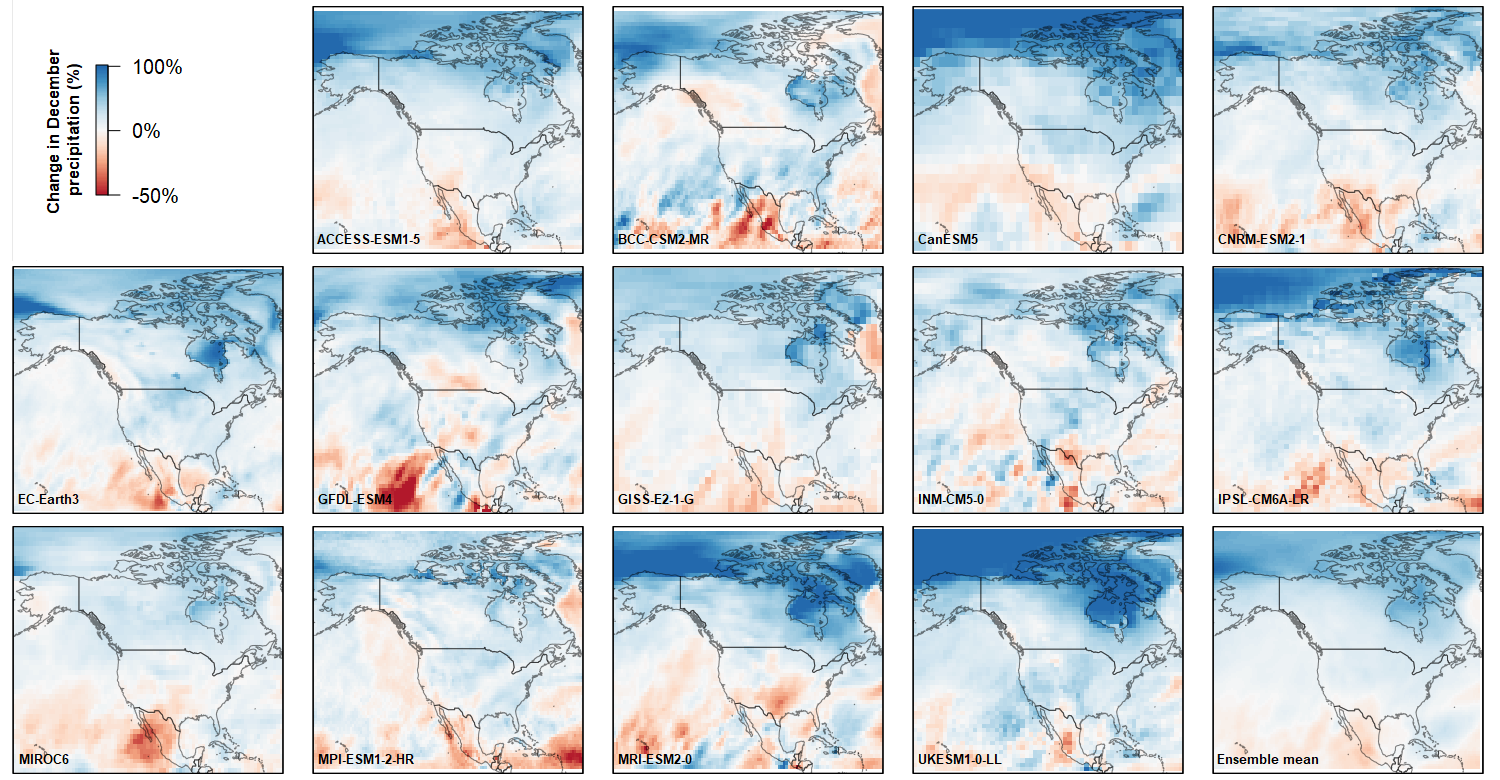 Change in December
precipitation (%)
100%
0%
-50%
ACCESS-ESM1-5
BCC-CSM2-MR
CanESM5
CNRM-ESM2-1
EC-Earth3
GFDL-ESM4
GISS-E2-1-G
INM-CM5-0
IPSL-CM6A-LR
MIROC6
MPI-ESM1-2-HR
MRI-ESM2-0
UKESM1-0-LL
Ensemble mean